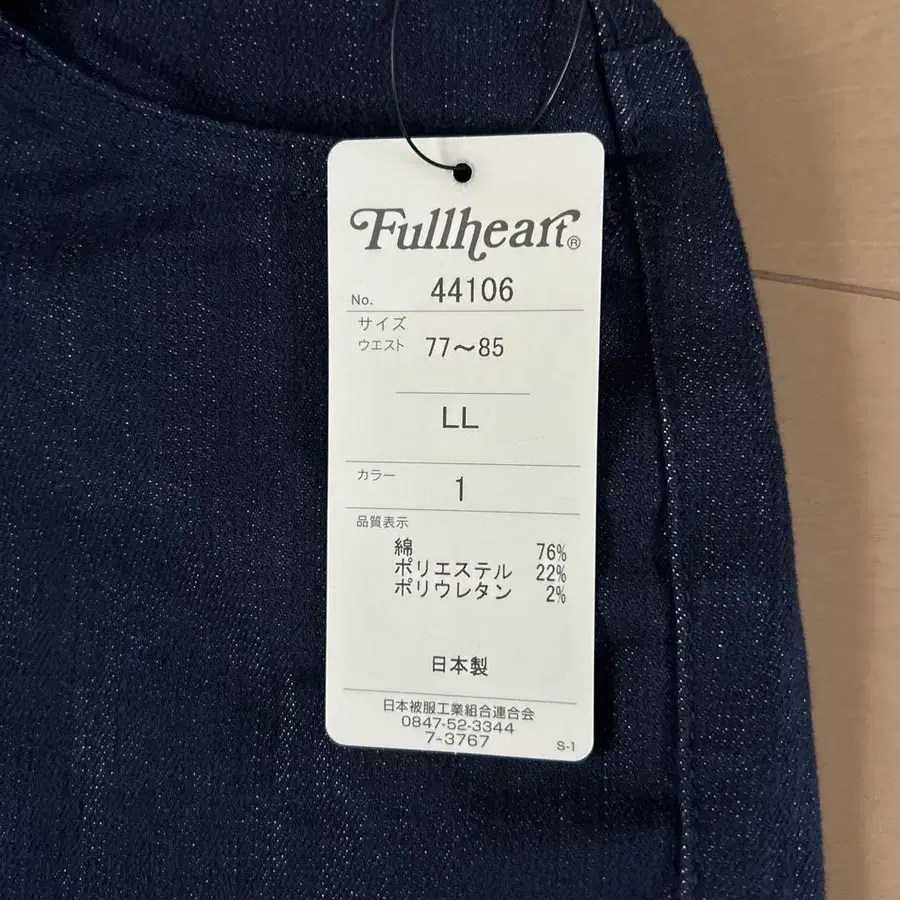 Fullheart®
No. 44106
サイズ
ウエスト 77～85
LL
カラー
1
品質表示
綿 76%
ポリエステル 22%
ポリウレタン 2%
日本製
日本被服工業組合連合会
0847-52-3344
7-3767
S-1